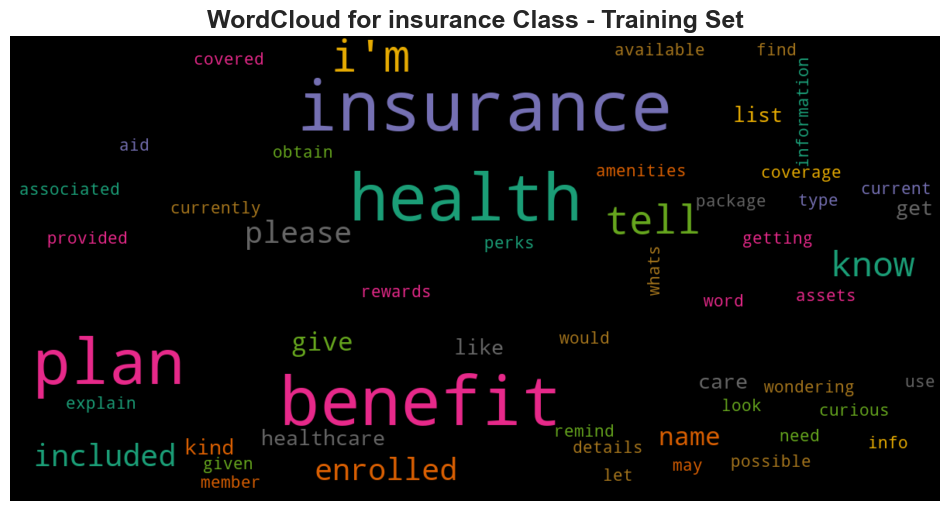 WordCloud for insurance Class - Training Set
covered
i'm
available
find
insurance
list
information
aid
obtain
associated
health
amenities
coverage
currently
tell
package
type
current
get
provided
please
perks
getting
know
whats
rewards
word
assets
plan
give
like
would
benefit
care
wondering
use
explain
look
curious
included
kind
healthcare
remind
details
name
need
info
given
member
enrolled
let
may
possible